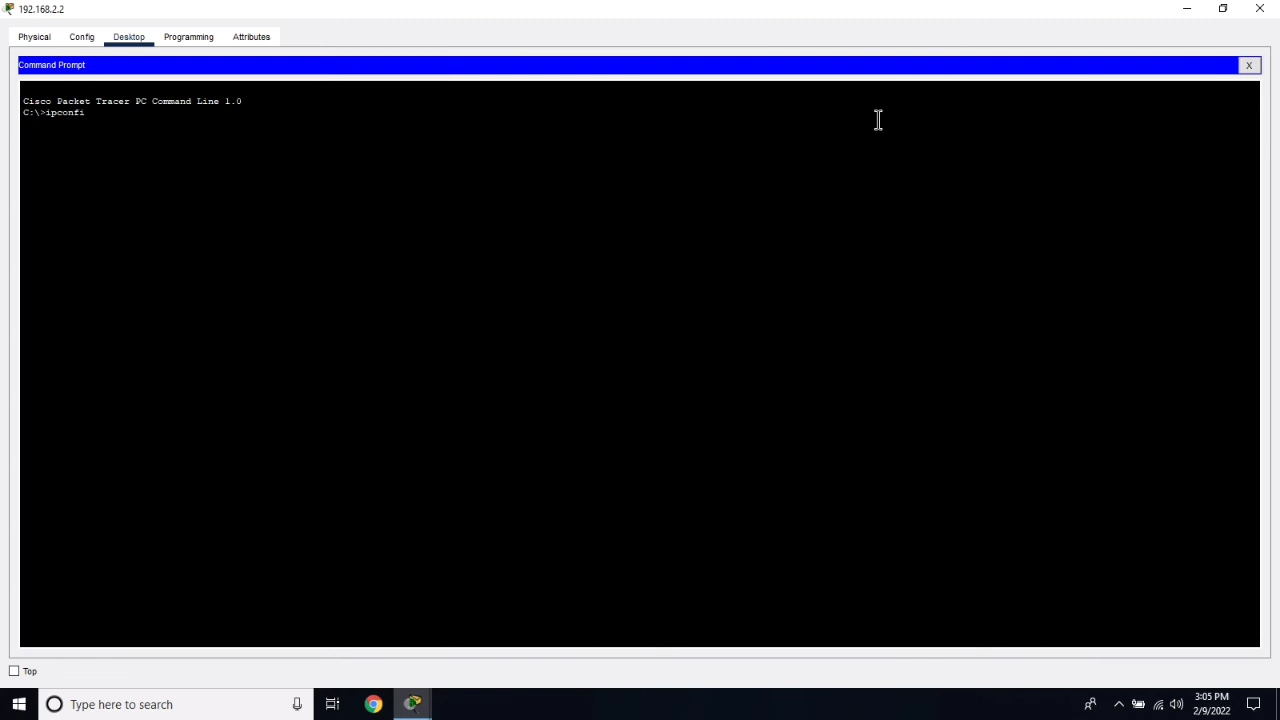 192.168.2.2
Physical Config Desktop Programming Attributes
Command Prompt
X
Cisco Packet Tracer PC Command Line 1.0
C:\>ipconfi
Top
Type here to search
3:05 PM
2/9/2022